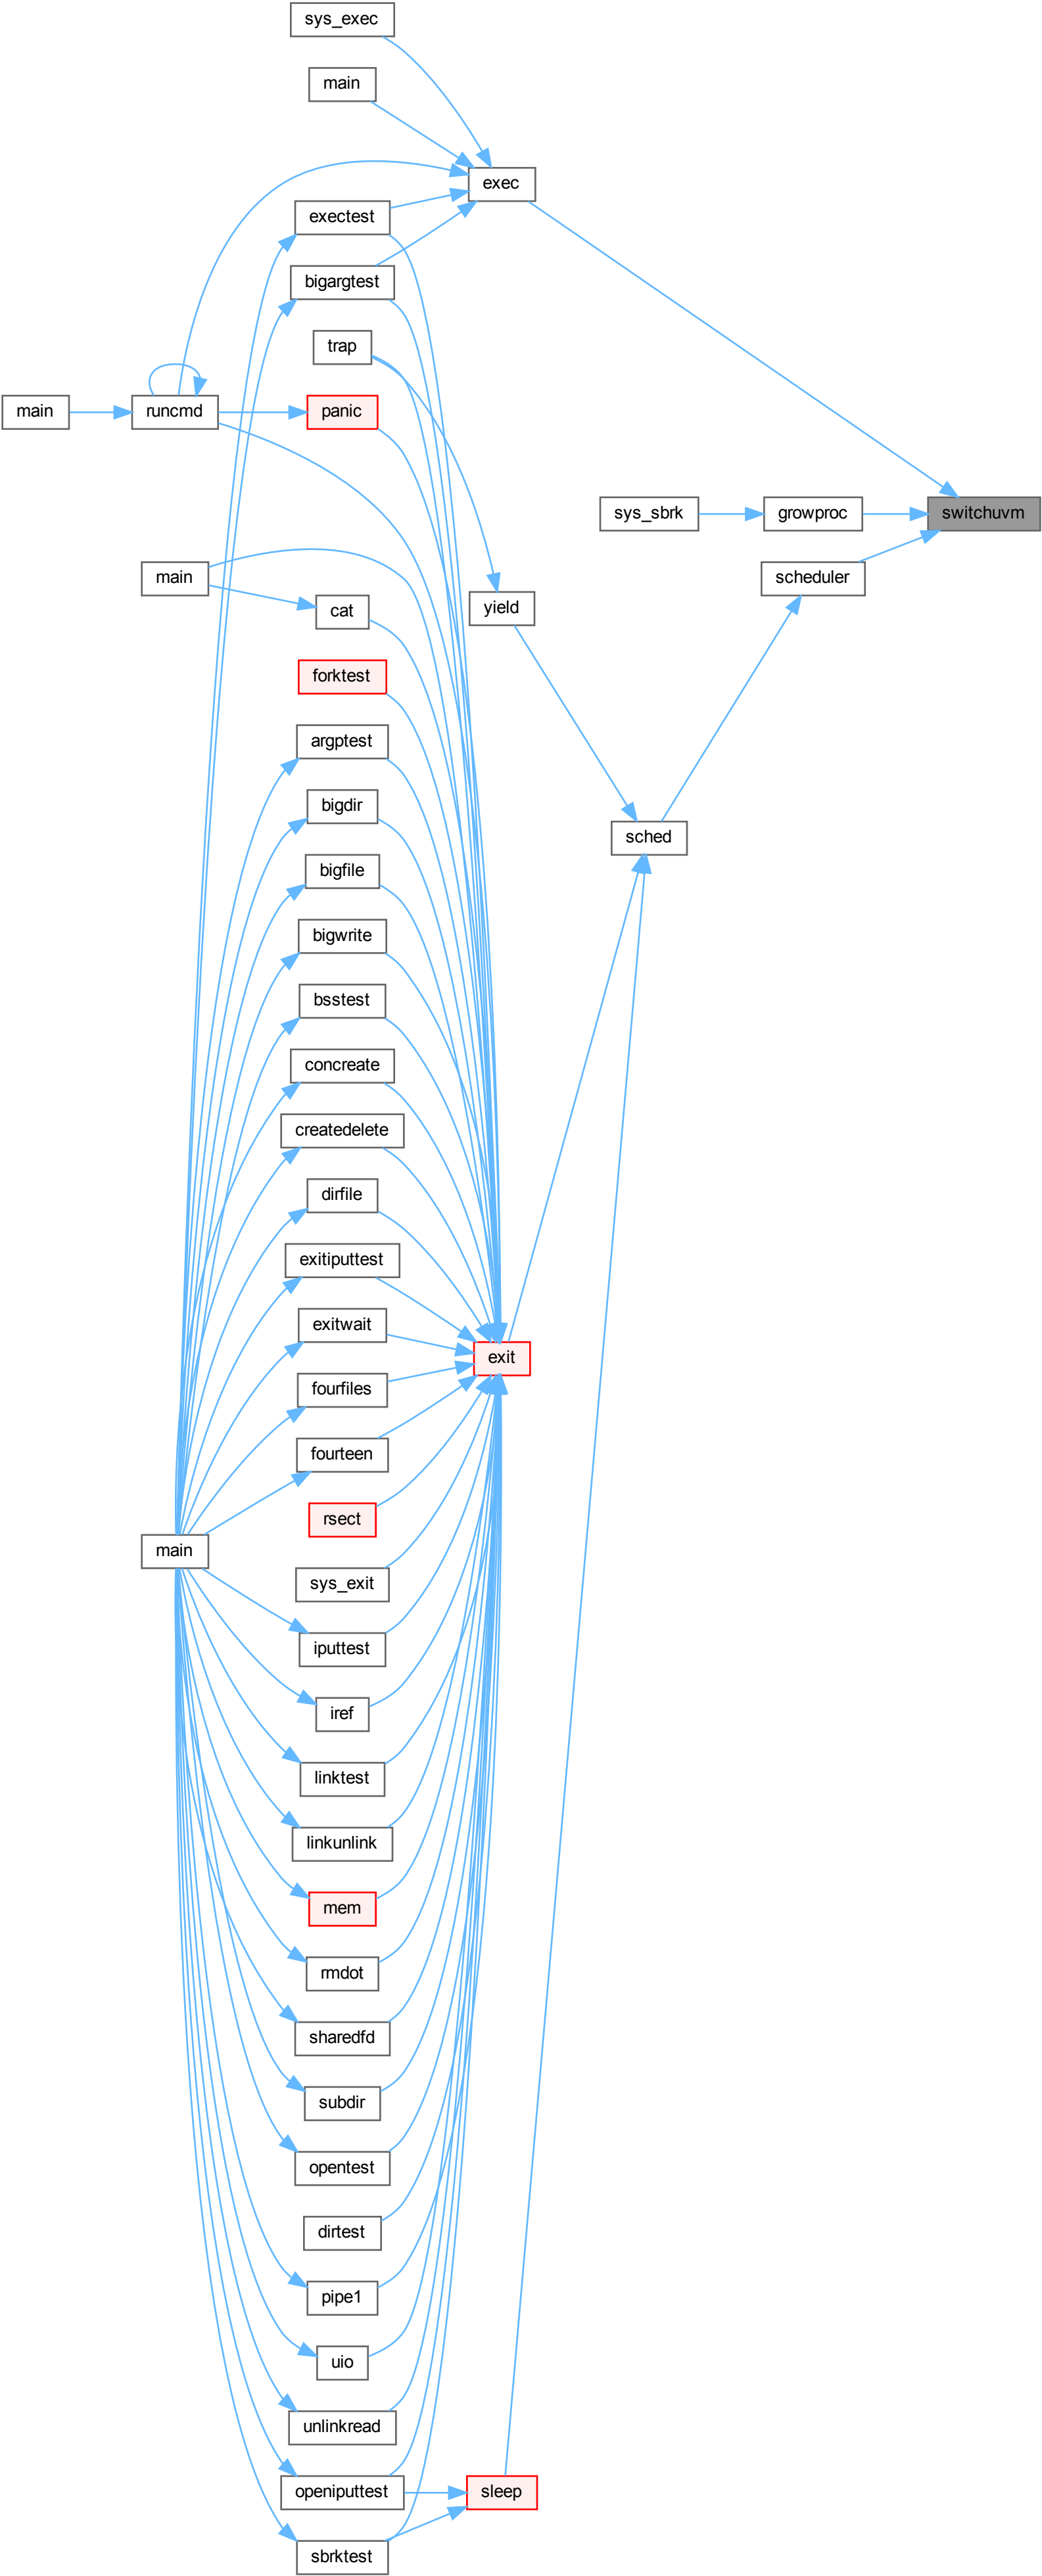 sys_exec
main
exec
exectest
bigargtest
trap
main
runcmd
panic
sys_sbrk
growproc
switchuvm
main
scheduler
cat
yield
forktest
argptest
bigdir
sched
bigfile
bigwrite
bsstest
concreate
createdelete
dirfile
exitiputtest
exitwait
exit
fourfiles
fourteen
rsect
main
sys_exit
iputtest
iref
linktest
linkunlink
mem
rmdot
sharedfd
subdir
opentest
dirtest
pipe1
uio
unlinkread
openiputtest
sleep
sbrktest